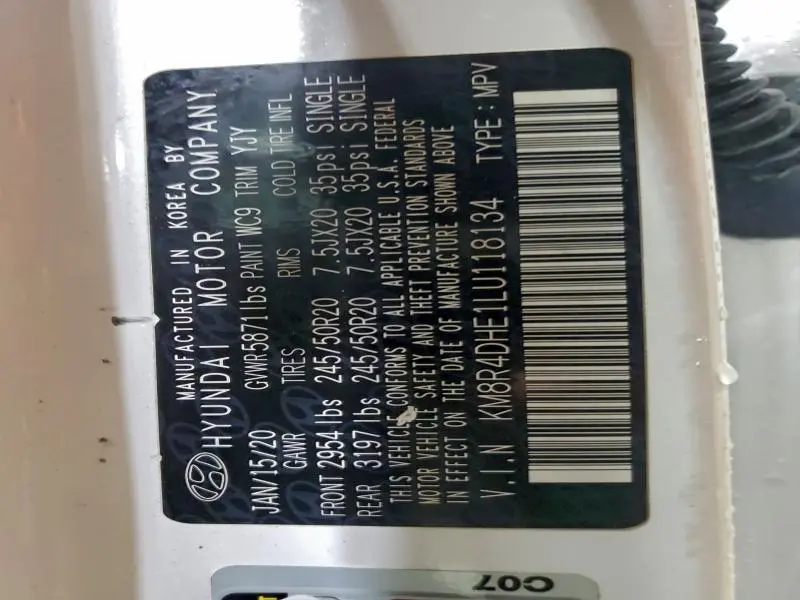 MANUFACTURED IN KOREA BY
HYUNDAI MOTOR COMPANY
JAN/15/20 GVWR5871lbs PAINT WC9 TRIM YJY
GAWR TIRES RMS COLD TIRE INFL
FRONT 2954lbs 245/50R20 7.5JX20 35psi SINGLE
REAR 3197lbs 245/50R20 7.5JX20 35psi SINGLE
THIS VEHICLE CONFORMS TO ALL APPLICABLE U.S.A. FEDERAL
MOTOR VEHICLE SAFETY AND THEFT PREVENTION STANDARDS
IN EFFECT ON THE DATE OF MANUFACTURE SHOWN ABOVE
V.I.N KM8R4DHE1LU118134 TYPE : MPV
C07